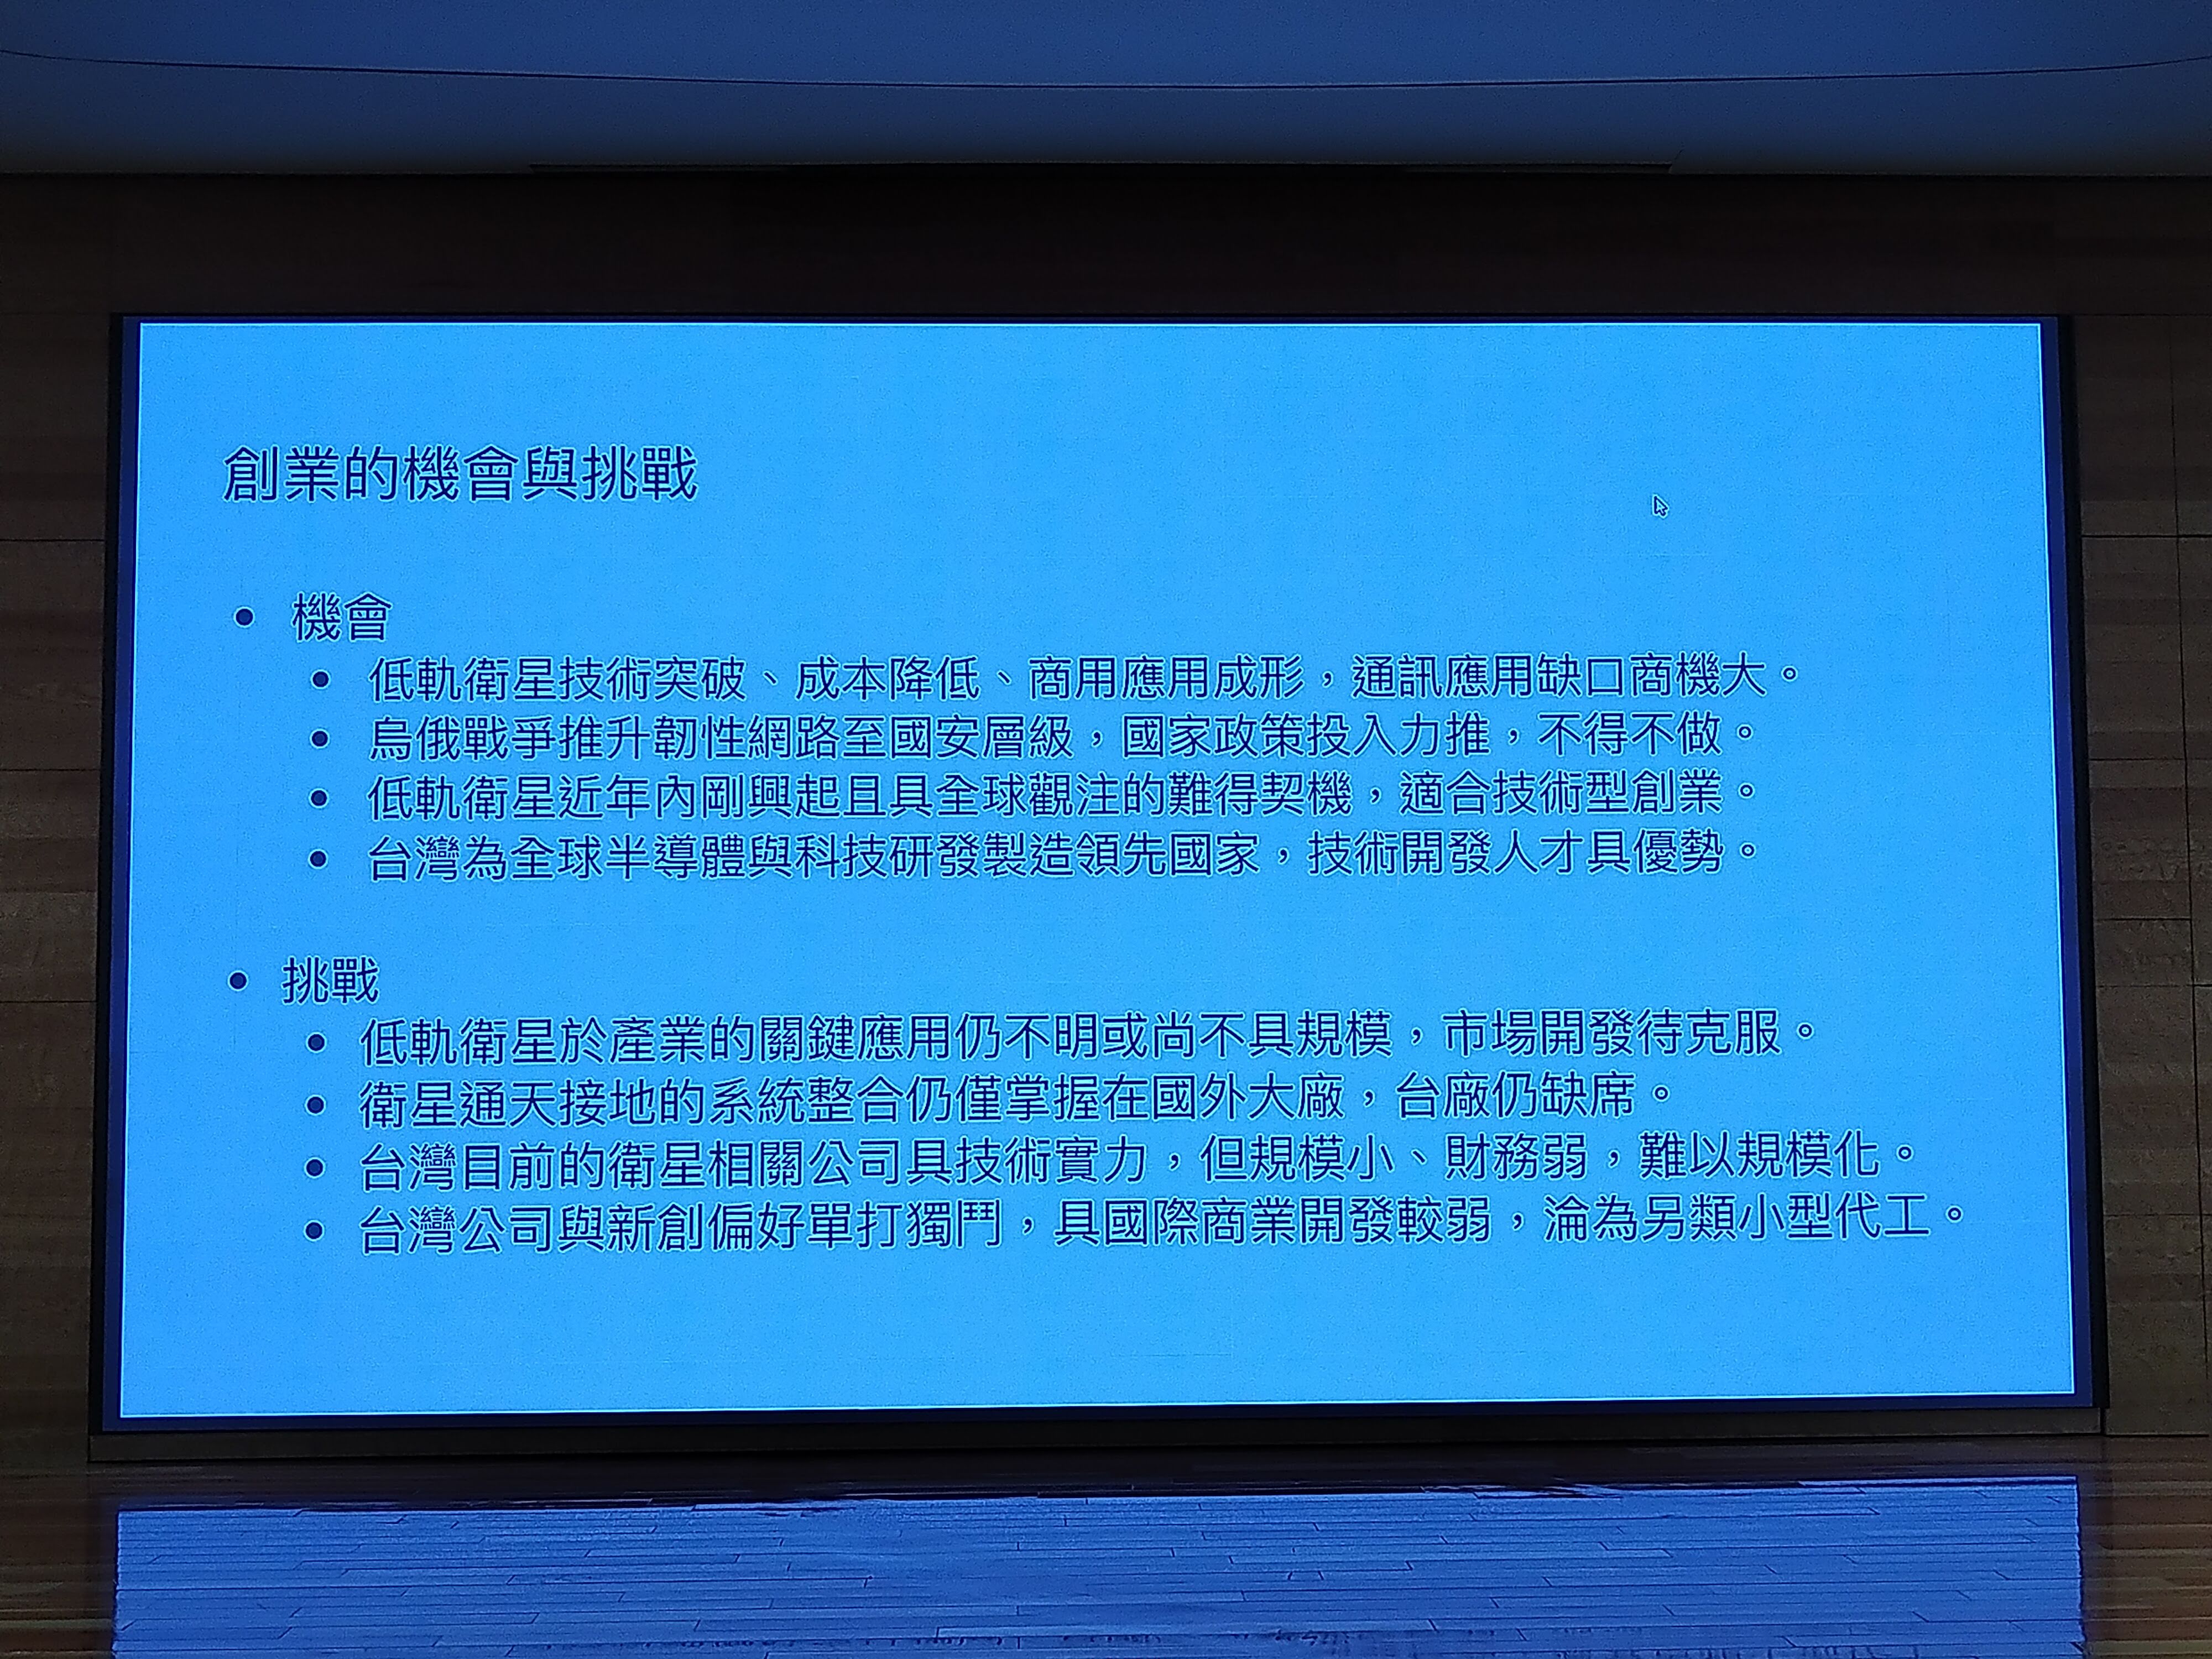 創業的機會與挑戰
• 機會
• 低軌衛星技術突破、成本降低、商用應用成形，通訊應用缺口商機大。
• 烏俄戰爭推升韌性網路至國安層級，國家政策投入力推，不得不做。
• 低軌衛星近年內剛興起且具全球觀注的難得契機，適合技術型創業。
• 台灣為全球半導體與科技研發製造領先國家，技術開發人才具優勢。
• 挑戰
• 低軌衛星於產業的關鍵應用仍不明或尚不具規模，市場開發待克服。
• 衛星通天接地的系統整合仍僅掌握在國外大廠，台廠仍缺席。
• 台灣目前的衛星相關公司具技術實力，但規模小、財務弱，難以規模化。
• 台灣公司與新創偏好單打獨鬥，具國際商業開發較弱，淪為另類小型代工。